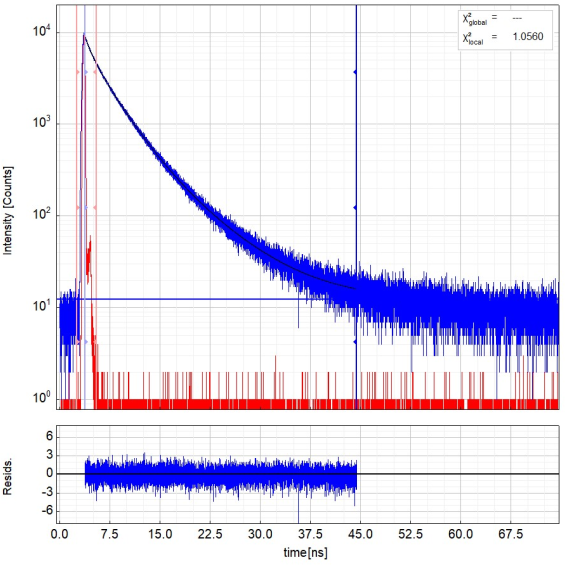 χ²global = ---
χ²local = 1.0560
10⁴
10³
10²
10¹
10⁰
Intensity [Counts]
6
3
0
-3
-6
Resids.
0.0 7.5 15.0 22.5 30.0 37.5 45.0 52.5 60.0 67.5
time[ns]